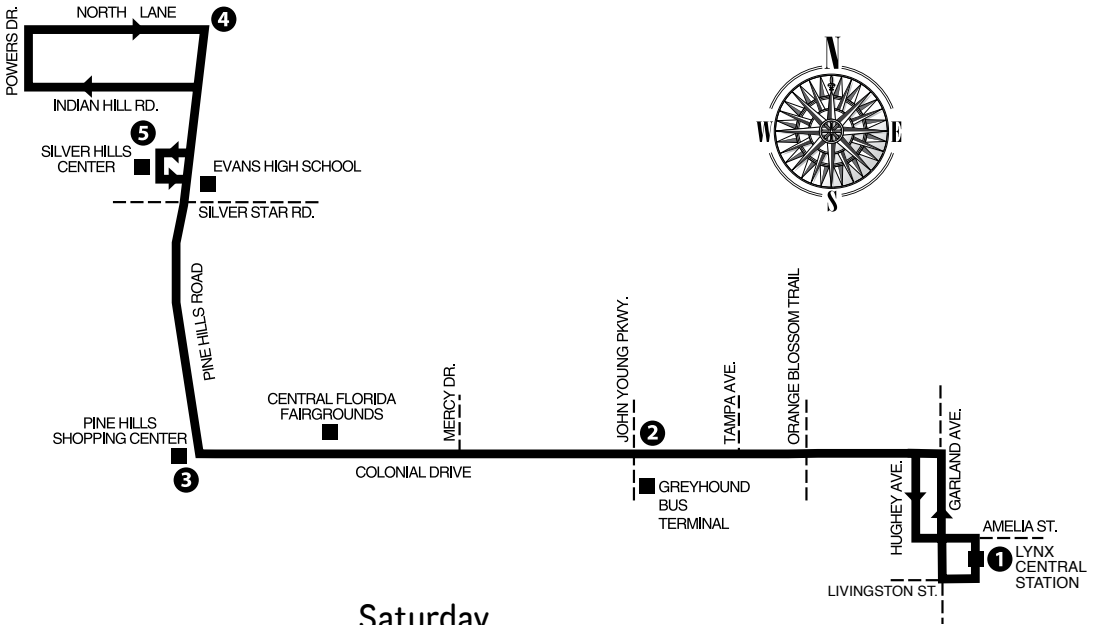 NORTH LANE
4
POWERS DR.
INDIAN HILL RD.
5
SILVER HILLS
CENTER
EVANS HIGH SCHOOL
SILVER STAR RD.
N
W
E
S
PINE HILLS ROAD
CENTRAL FLORIDA
FAIRGROUNDS
MERCY DR.
JOHN YOUNG PKWY.
2
TAMPA AVE.
ORANGE BLOSSOM TRAIL
PINE HILLS
SHOPPING CENTER
3
COLONIAL DRIVE
GREYHOUND
BUS
TERMINAL
HUGHEY AVE.
GARLAND AVE.
AMELIA ST.
1
LYNX
CENTRAL
STATION
LIVINGSTON ST.
Saturday